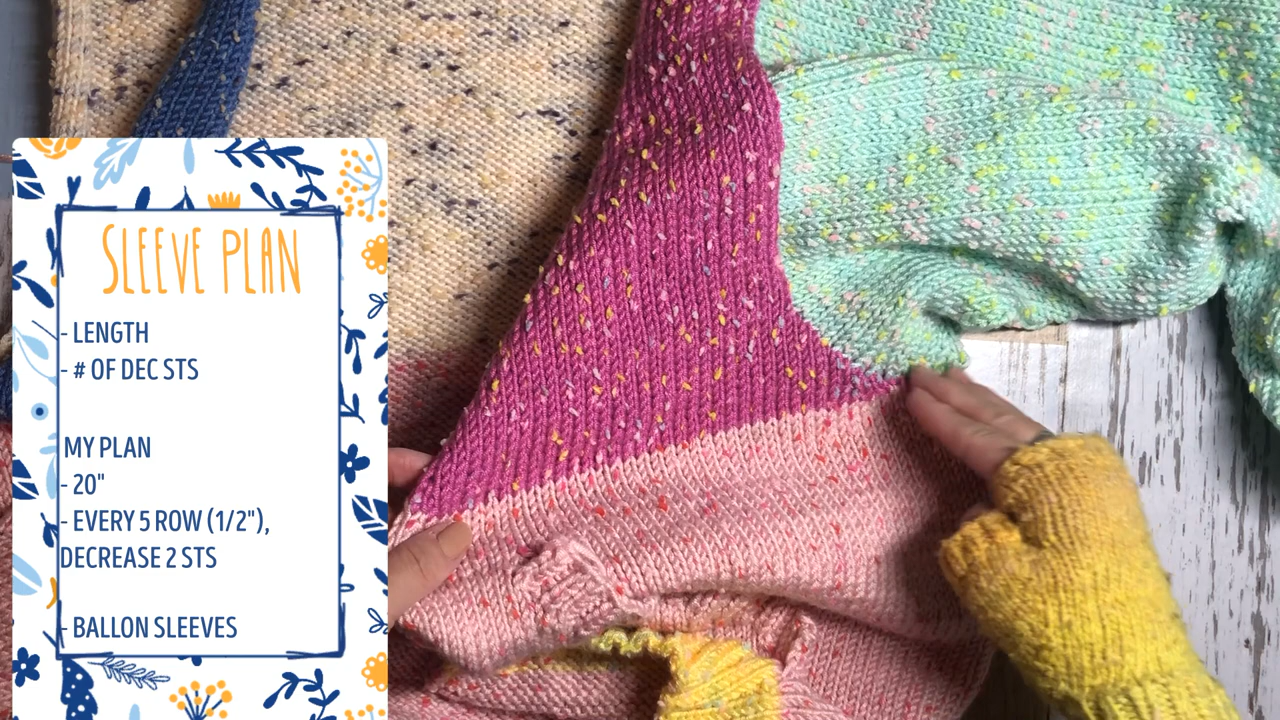 SLEEVE PLAN
- LENGTH
- # OF DEC STS
MY PLAN
- 20"
- EVERY 5 ROW (1/2"),
DECREASE 2 STS
- BALLON SLEEVES